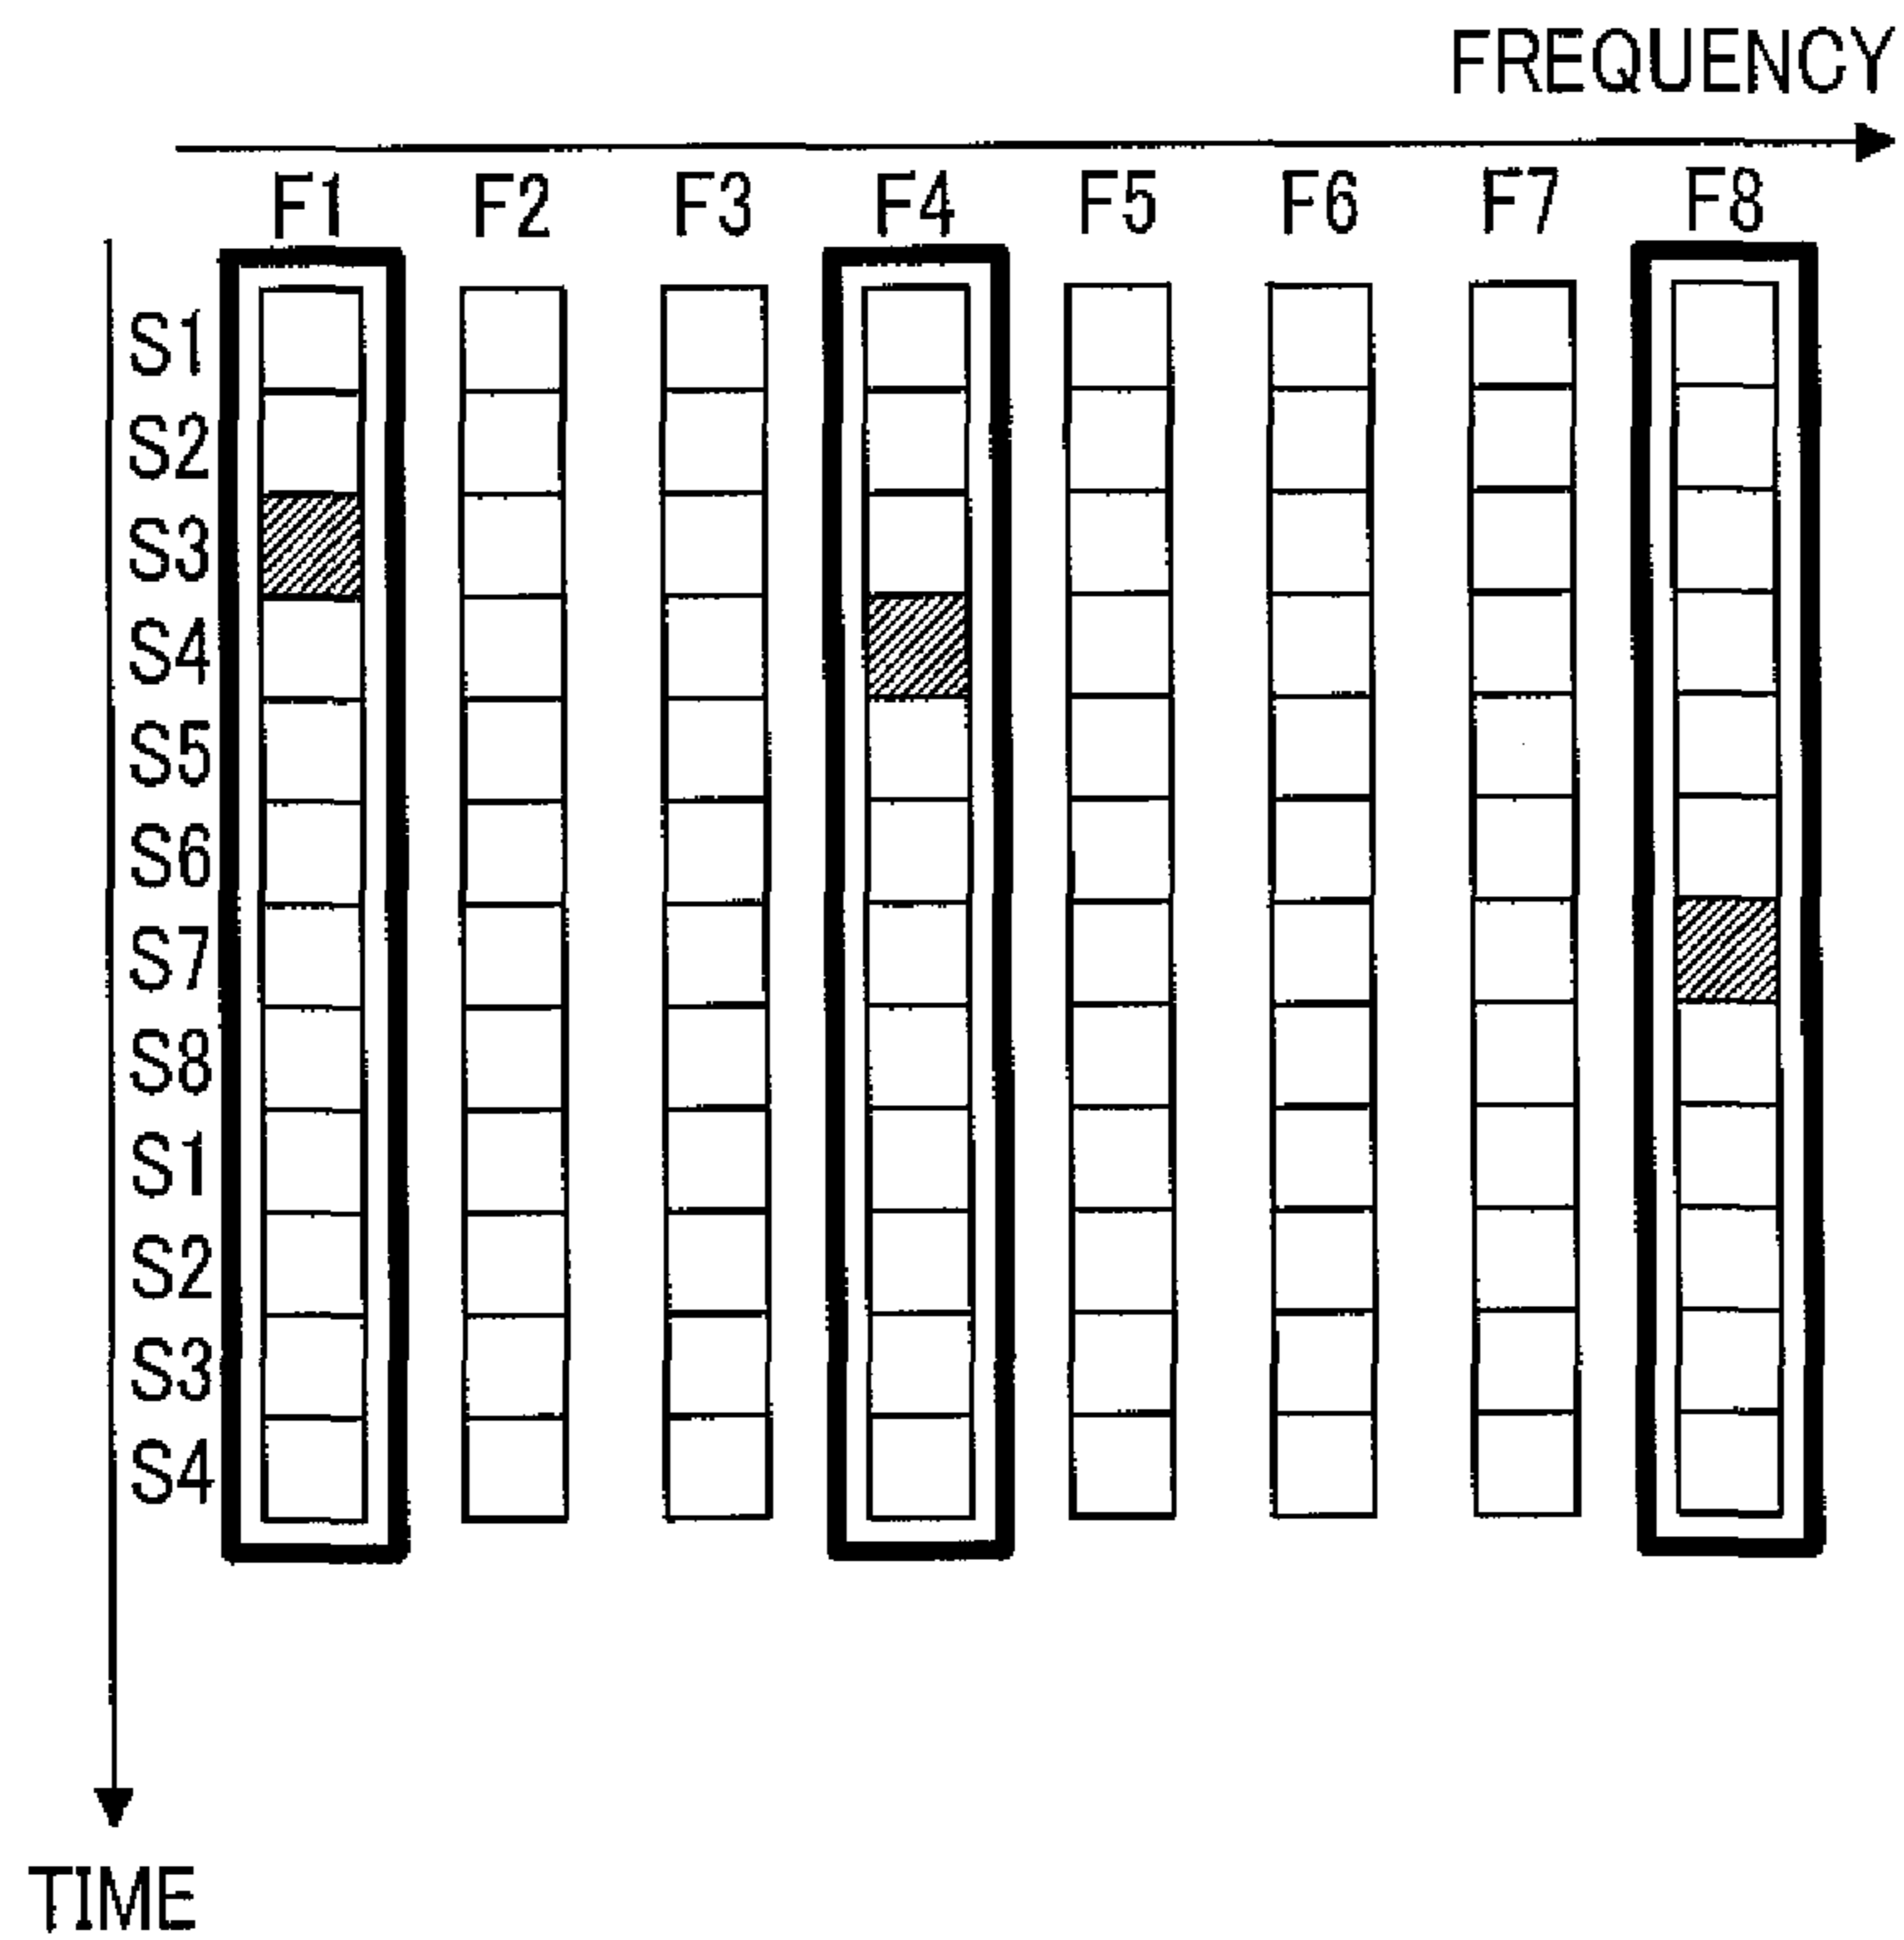 FREQUENCY
F1 F2 F3 F4 F5 F6 F7 F8
S1
S2
S3
S4
S5
S6
S7
S8
S1
S2
S3
S4
TIME